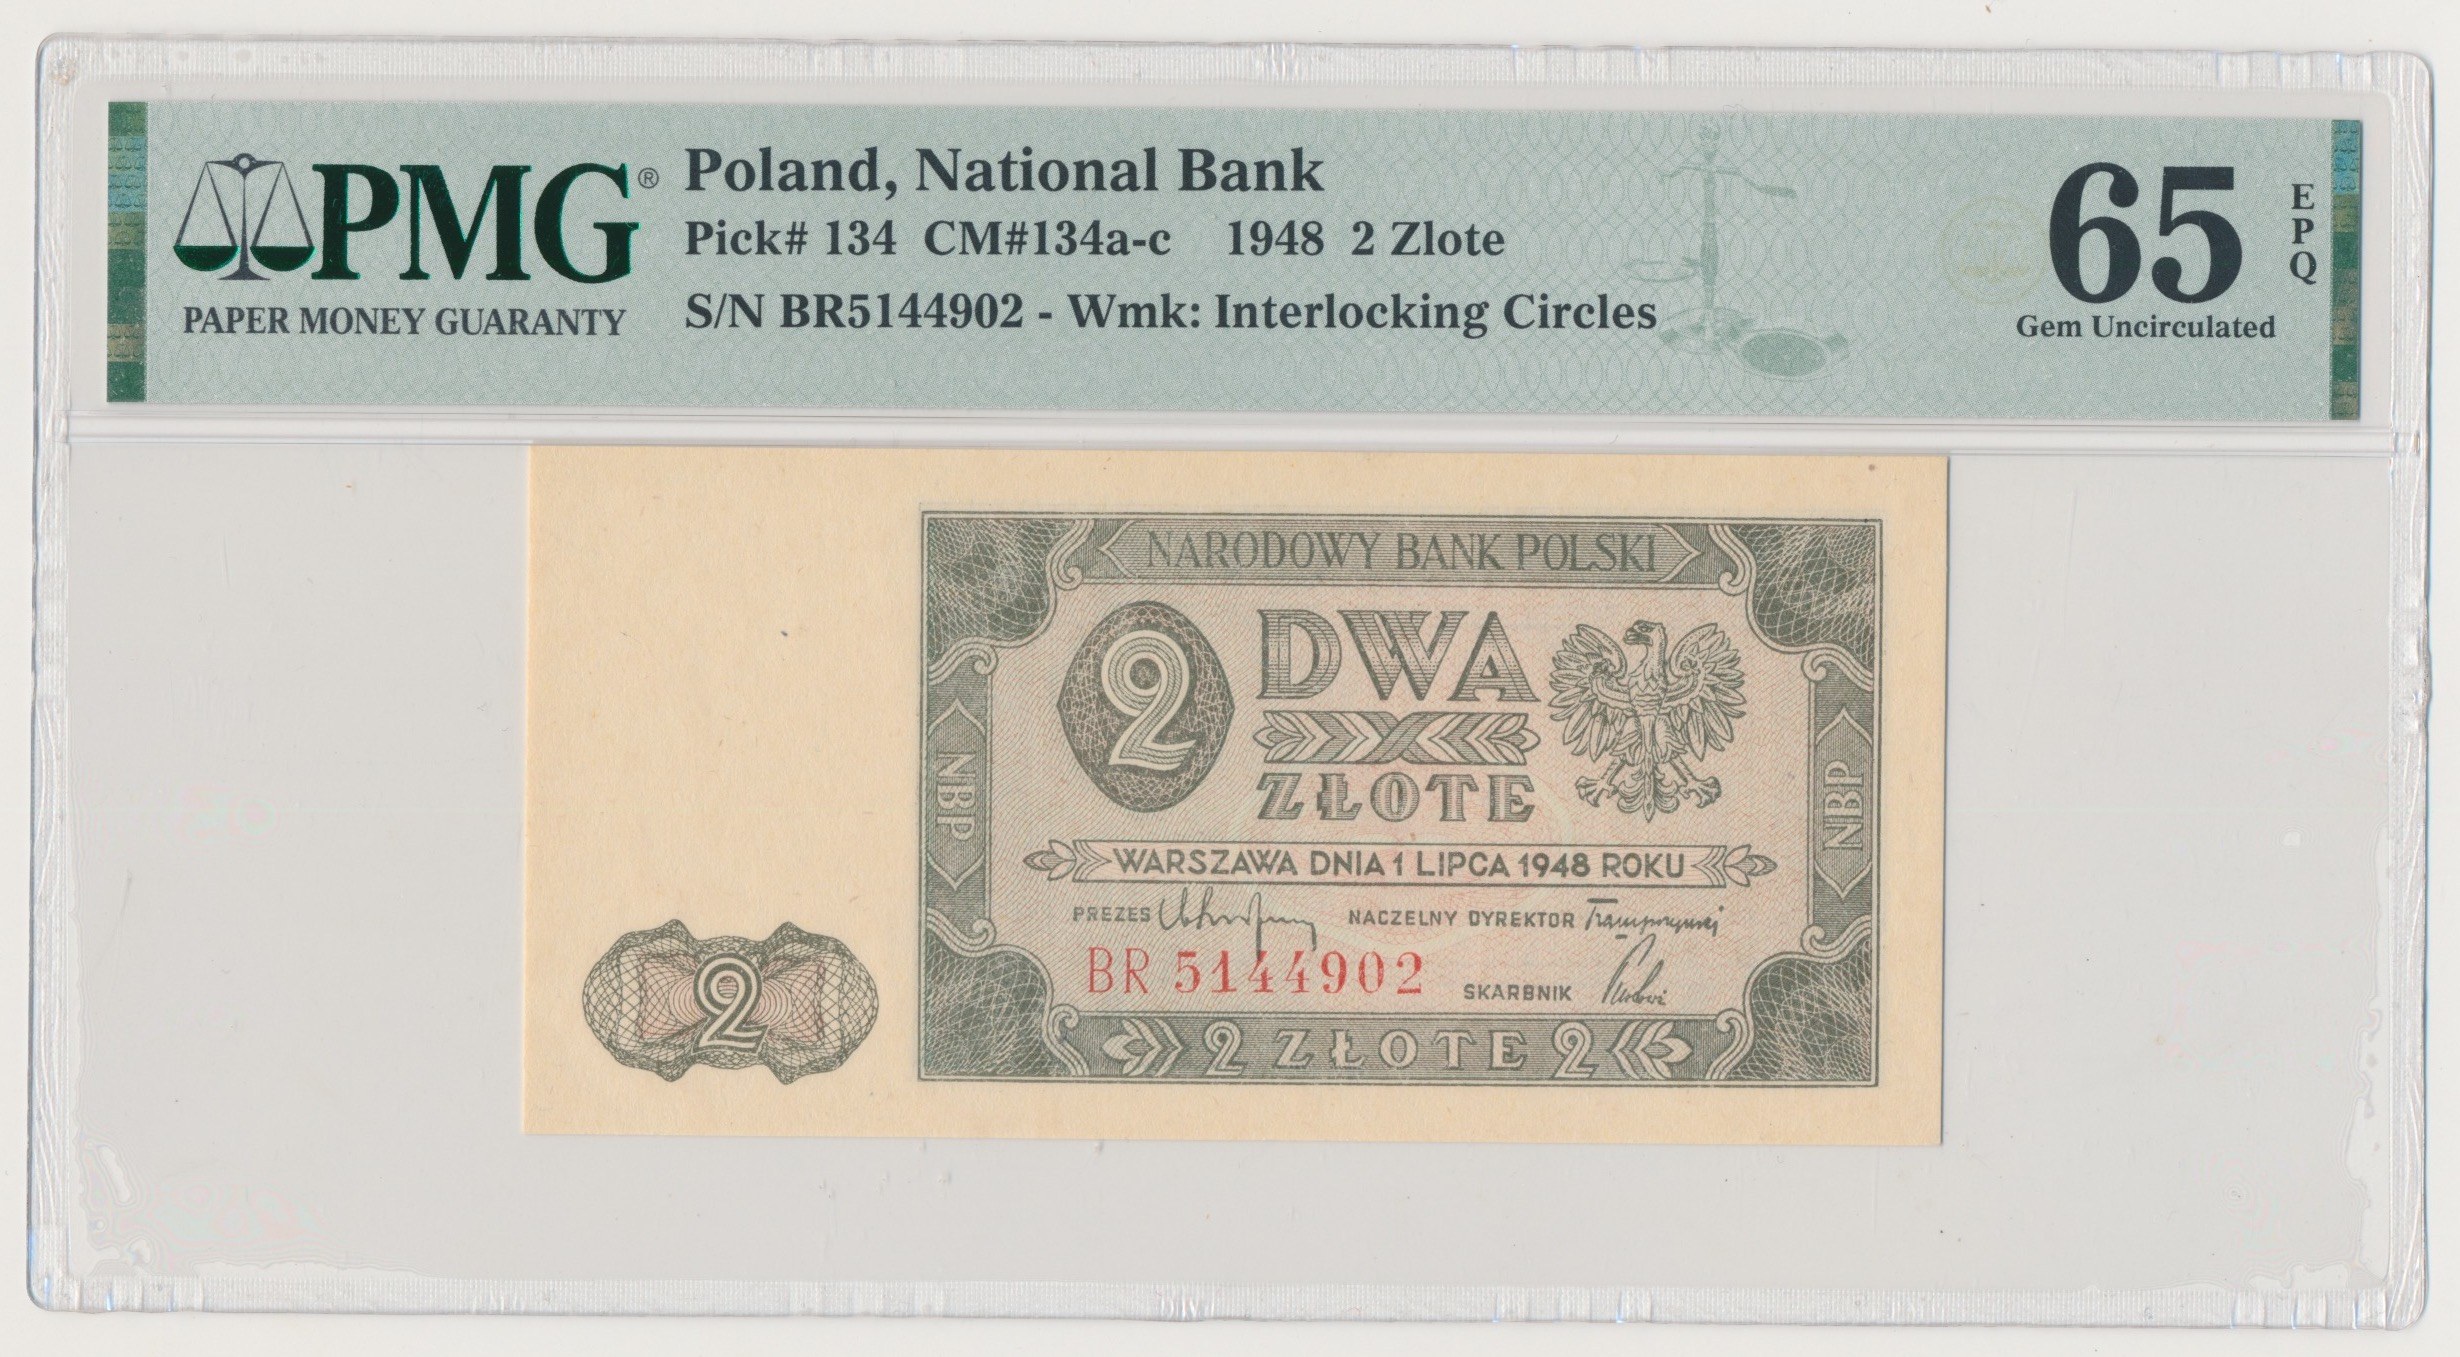 PMG®
PAPER MONEY GUARANTY
Poland, National Bank
Pick# 134 CM#134a-c 1948 2 Zlote
S/N BR5144902 - Wmk: Interlocking Circles
65
EPQ
Gem Uncirculated
NARODOWY BANK POLSKI
2
DWA
ZŁOTE
NBP
NBP
WARSZAWA DNIA 1 LIPCA 1948 ROKU
PREZES NACZELNY DYREKTOR
BR 5144902
SKARBNIK
2
2 ZŁOTE 2